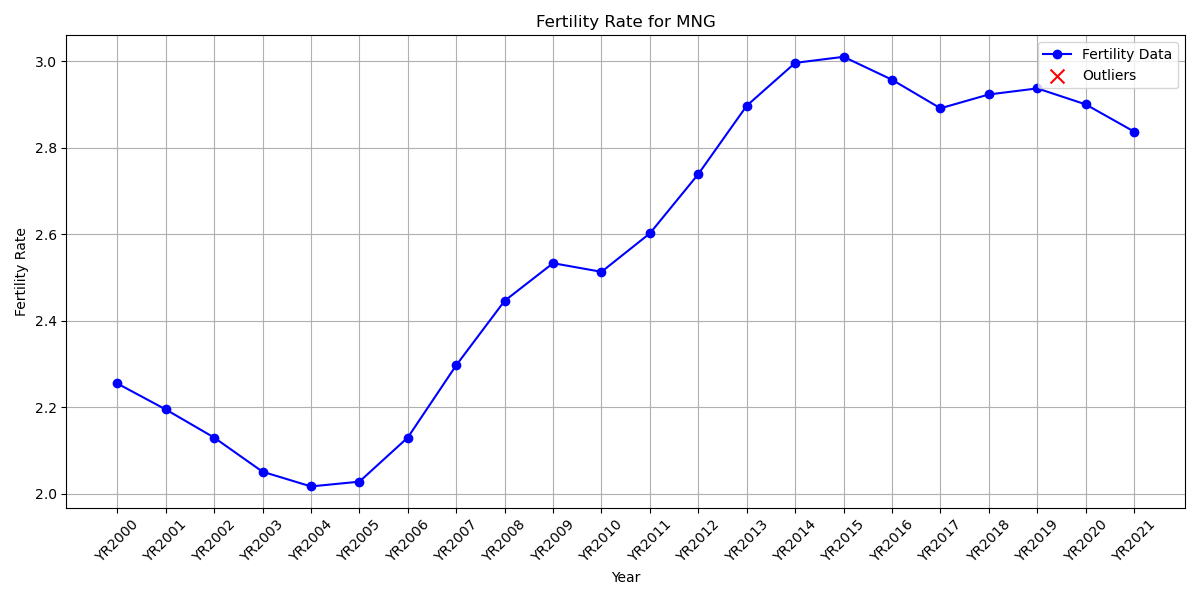 Fertility Rate for MNG
Fertility Data
Outliers
Fertility Rate
3.0
2.8
2.6
2.4
2.2
2.0
YR2000
YR2001
YR2002
YR2003
YR2004
YR2005
YR2006
YR2007
YR2008
YR2009
YR2010
YR2011
YR2012
YR2013
YR2014
YR2015
YR2016
YR2017
YR2018
YR2019
YR2020
YR2021
Year